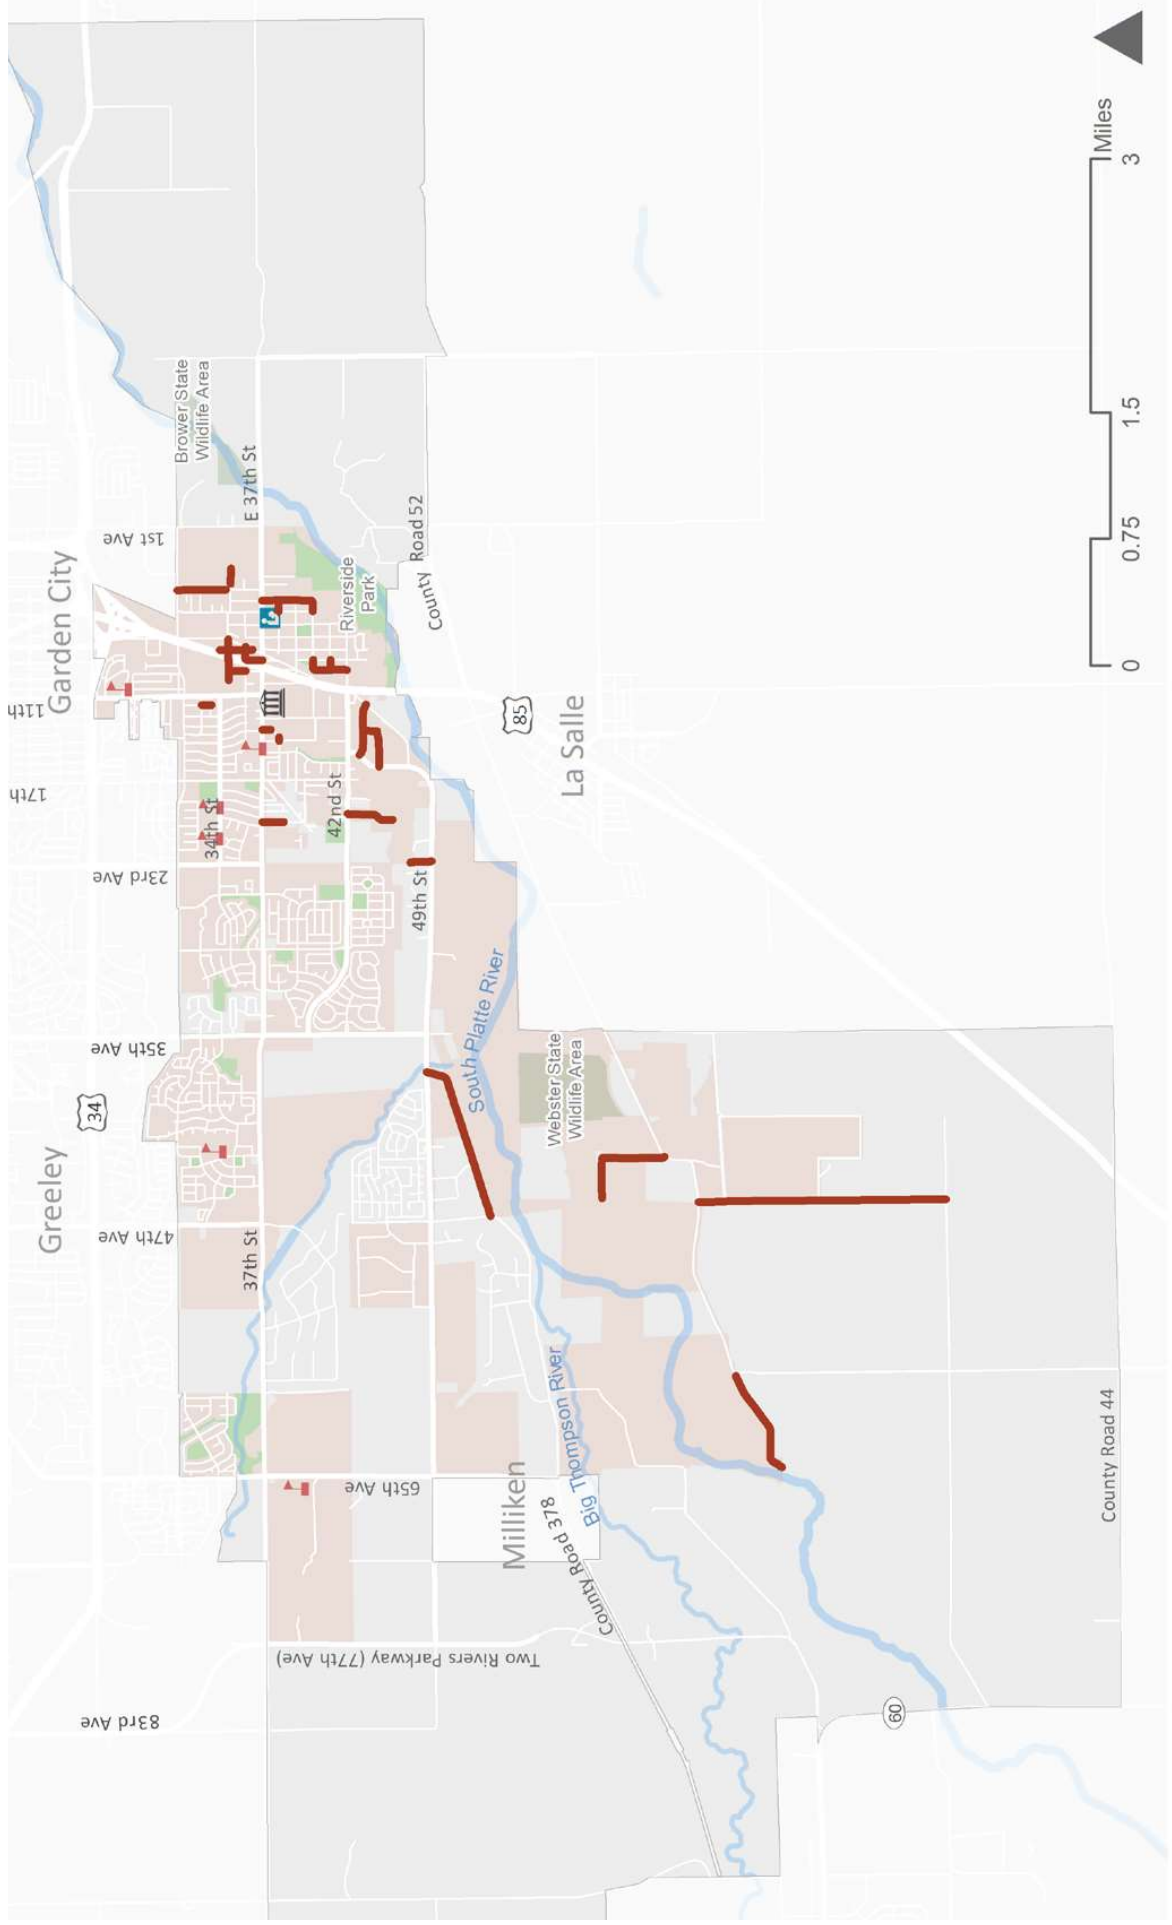 Greeley
Garden City
34
83rd Ave
65th Ave
47th Ave
35th Ave
23rd Ave
17th
11th
1st Ave
34th St
37th St
E 37th St
Brower State
Wildlife Area
42nd St
Riverside
Park
49th St
County Road 52
Two Rivers Parkway (77th Ave)
Milliken
County Road 378
Big Thompson River
South Platte River
Webster State
Wildlife Area
85
La Salle
60
County Road 44
0
0.75
1.5
3
Miles